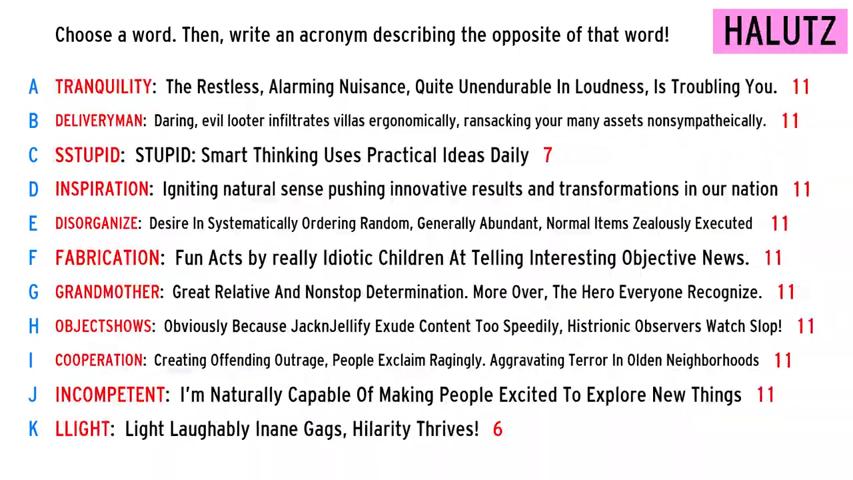 Choose a word. Then, write an acronym describing the opposite of that word!
HALUTZ
A TRANQUILITY: The Restless, Alarming Nuisance, Quite Unendurable In Loudness, Is Troubling You. 11
B DELIVERYMAN: Daring, evil looter infiltrates villas ergonomically, ransacking your many assets nonsympatheically. 11
C SSTUPID: STUPID: Smart Thinking Uses Practical Ideas Daily 7
D INSPIRATION: Igniting natural sense pushing innovative results and transformations in our nation 11
E DISORGANIZE: Desire In Systematically Ordering Random, Generally Abundant, Normal Items Zealously Executed 11
F FABRICATION: Fun Acts by really Idiotic Children At Telling Interesting Objective News. 11
G GRANDMOTHER: Great Relative And Nonstop Determination. More Over, The Hero Everyone Recognize. 11
H OBJECTSHOWS: Obviously Because JacknJellify Exude Content Too Speedily, Histrionic Observers Watch Slop! 11
I COOPERATION: Creating Offending Outrage, People Exclaim Ragingly. Aggravating Terror In Olden Neighborhoods 11
J INCOMPETENT: I'm Naturally Capable Of Making People Excited To Explore New Things 11
K LLIGHT: Light Laughably Inane Gags, Hilarity Thrives! 6